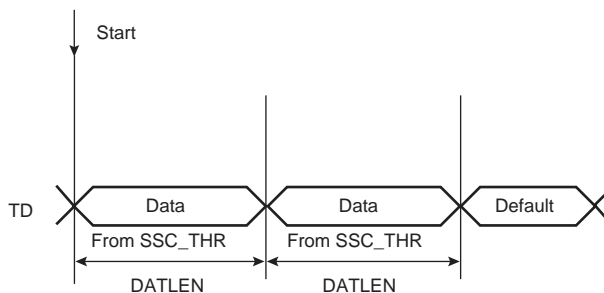 Start
TD Data Data Default
From SSC_THR From SSC_THR
DATLEN DATLEN